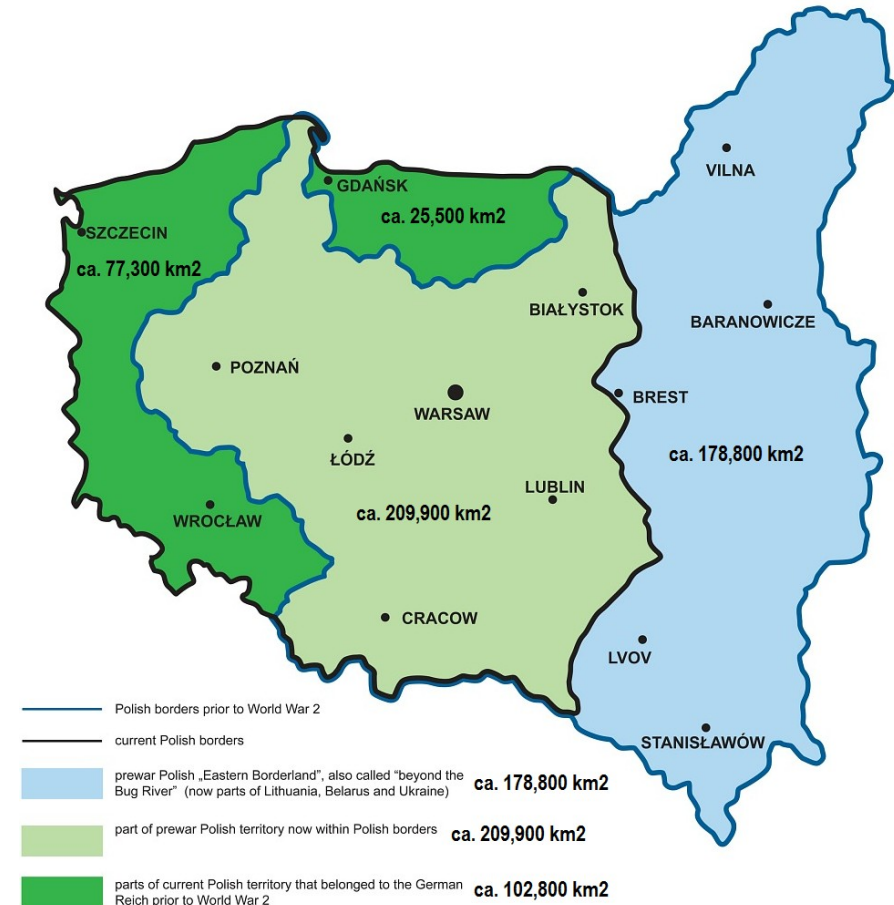 VILNA
GDAŃSK
ca. 25,500 km2
SZCZECIN
ca. 77,300 km2
BIAŁYSTOK
BARANOWICZE
POZNAŃ
BREST
WARSAW
ŁÓDŹ
ca. 178,800 km2
LUBLIN
WROCŁAW
ca. 209,900 km2
CRACOW
LVOV
STANISŁAWÓW
Polish borders prior to World War 2
current Polish borders
prewar Polish „Eastern Borderland”, also called “beyond the
Bug River” (now parts of Lithuania, Belarus and Ukraine)
ca. 178,800 km2
part of prewar Polish territory now within Polish borders
ca. 209,900 km2
parts of current Polish territory that belonged to the German
Reich prior to World War 2
ca. 102,800 km2